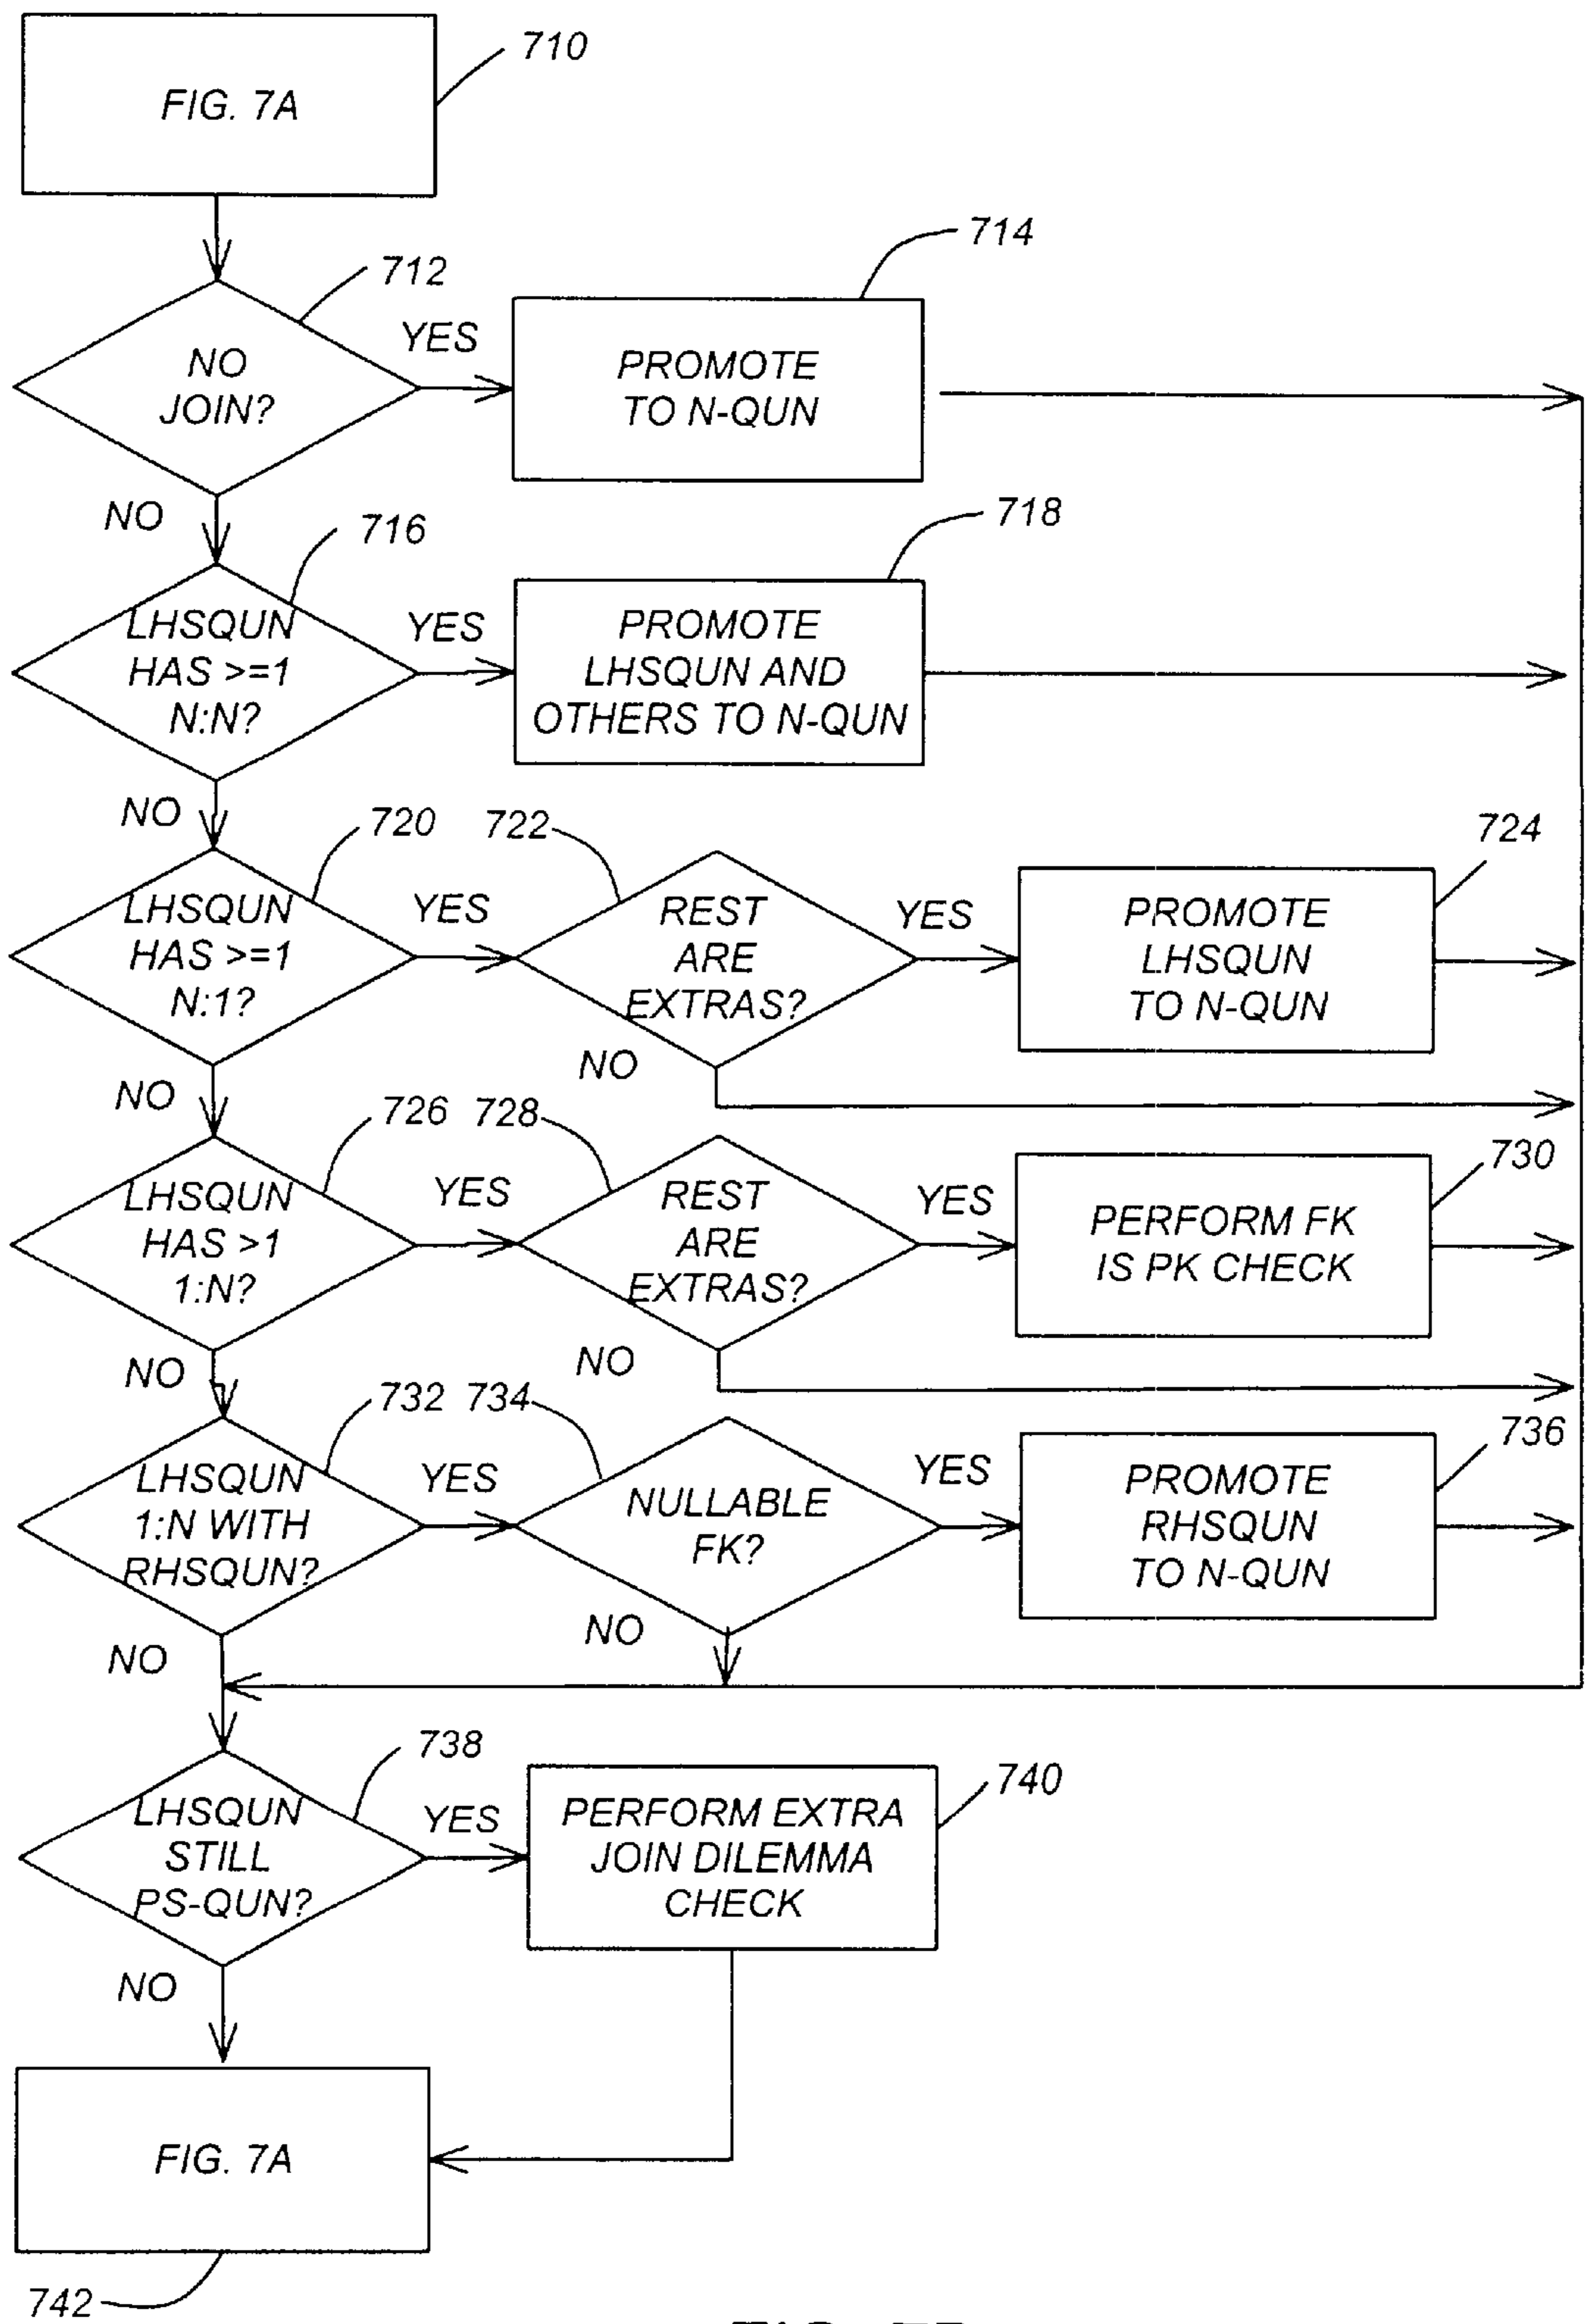 FIG. 7A
710
712
NO
JOIN?
YES
714
PROMOTE
TO N-QUN
NO
716
LHSQUN
HAS >=1
N:N?
YES
718
PROMOTE
LHSQUN AND
OTHERS TO N-QUN
NO
720
LHSQUN
HAS >=1
N:1?
YES
722
REST
ARE
EXTRAS?
YES
724
PROMOTE
LHSQUN
TO N-QUN
NO
NO
726
LHSQUN
HAS >1
1:N?
YES
728
REST
ARE
EXTRAS?
YES
730
PERFORM FK
IS PK CHECK
NO
NO
732
LHSQUN
1:N WITH
RHSQUN?
YES
734
NULLABLE
FK?
YES
736
PROMOTE
RHSQUN
TO N-QUN
NO
NO
738
LHSQUN
STILL
PS-QUN?
YES
740
PERFORM EXTRA
JOIN DILEMMA
CHECK
NO
FIG. 7A
742